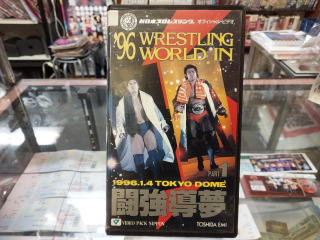 新日本プロレスリング オフィシャルビデオ
'96 WRESTLING
WORLD IN
PART 1
1996.1.4 TOKYO DOME
闘強導夢
VIDEO PACK NIPPON
TOSHIBA EMI